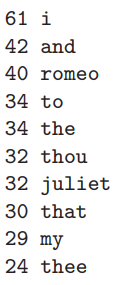 61 i
42 and
40 romeo
34 to
34 the
32 thou
32 juliet
30 that
29 my
24 thee